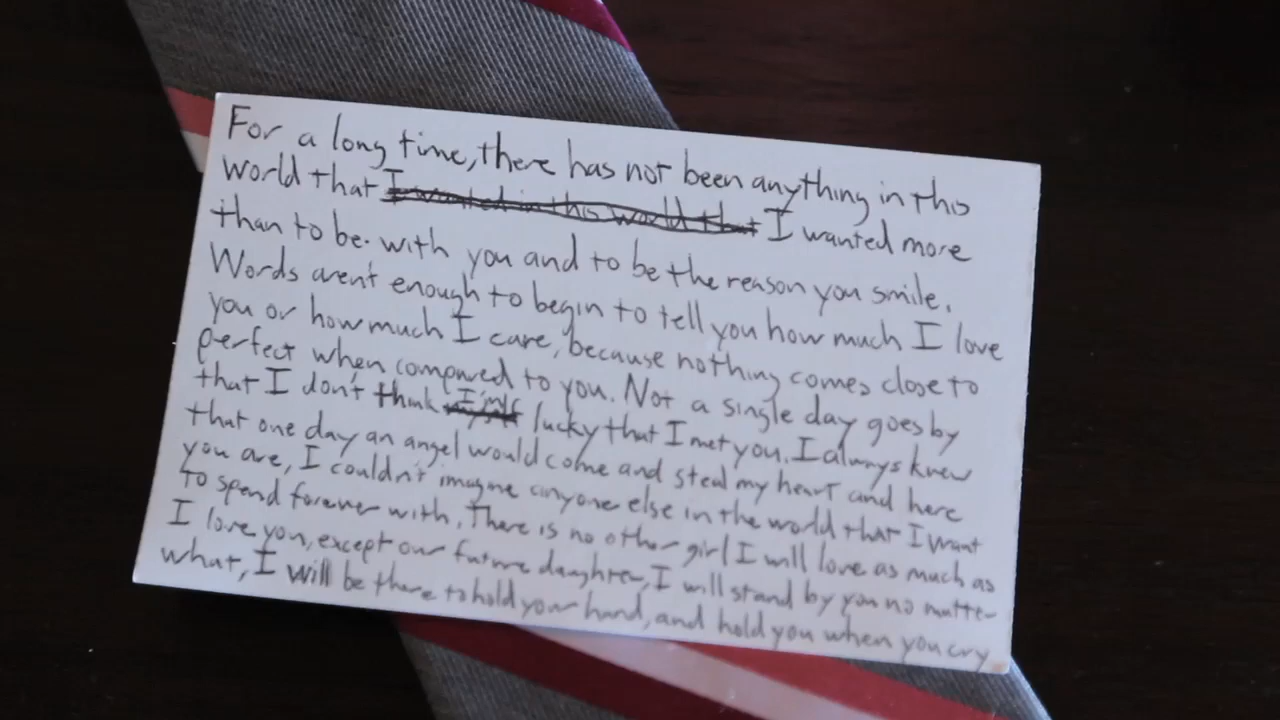 For a long time, there has not been anything in this
world that I wanted in this world that I wanted more
than to be with you and to be the reason you smile.
Words aren't enough to begin to tell you how much I love
you or how much I care, because nothing comes close to
perfect when compared to you. Not a single day goes by
that I don't think lucky that I met you. I always knew
that one day an angel would come and steal my heart and here
you are, I couldn't imagine anyone else in the world that I want
to spend forever with. There is no other girl I will love as much as
I love you, except our future daughter, I will stand by you no matter
what, I will be there to hold your hand, and hold you when you cry